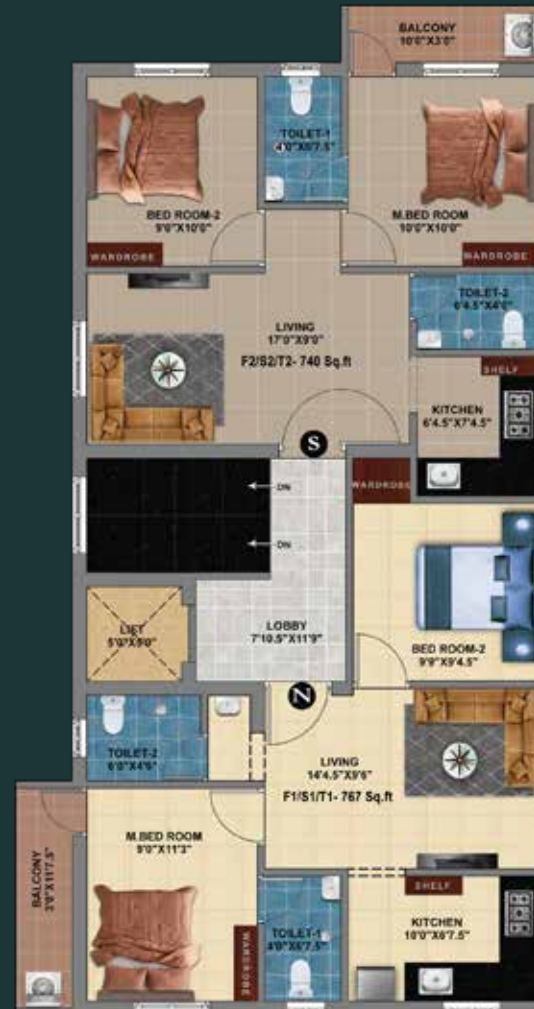 BALCONY
10'0"X3'0"
TOILET-1
4'0"X6'7.5"
BED ROOM-2
9'0"X10'0"
M.BED ROOM
10'0"X10'0"
WARDROBE
WARDROBE
TOILET-2
6'4.5"X4'0"
LIVING
17'0"X9'0"
F2/S2/T2- 740 Sq.ft
SHELF
KITCHEN
6'4.5"X7'4.5"
S
WARDROBE
DN
DN
LIFT
5'0"X5'0"
LOBBY
7'10.5"X11'9"
BED ROOM-2
9'9"X9'4.5"
N
TOILET-2
6'0"X4'6"
LIVING
14'4.5"X9'6"
F1/S1/T1- 767 Sq.ft
BALCONY
3'0"X11'7.5"
M.BED ROOM
9'0"X11'3"
WARDROBE
TOILET-1
4'0"X6'7.5"
SHELF
KITCHEN
10'0"X6'7.5"